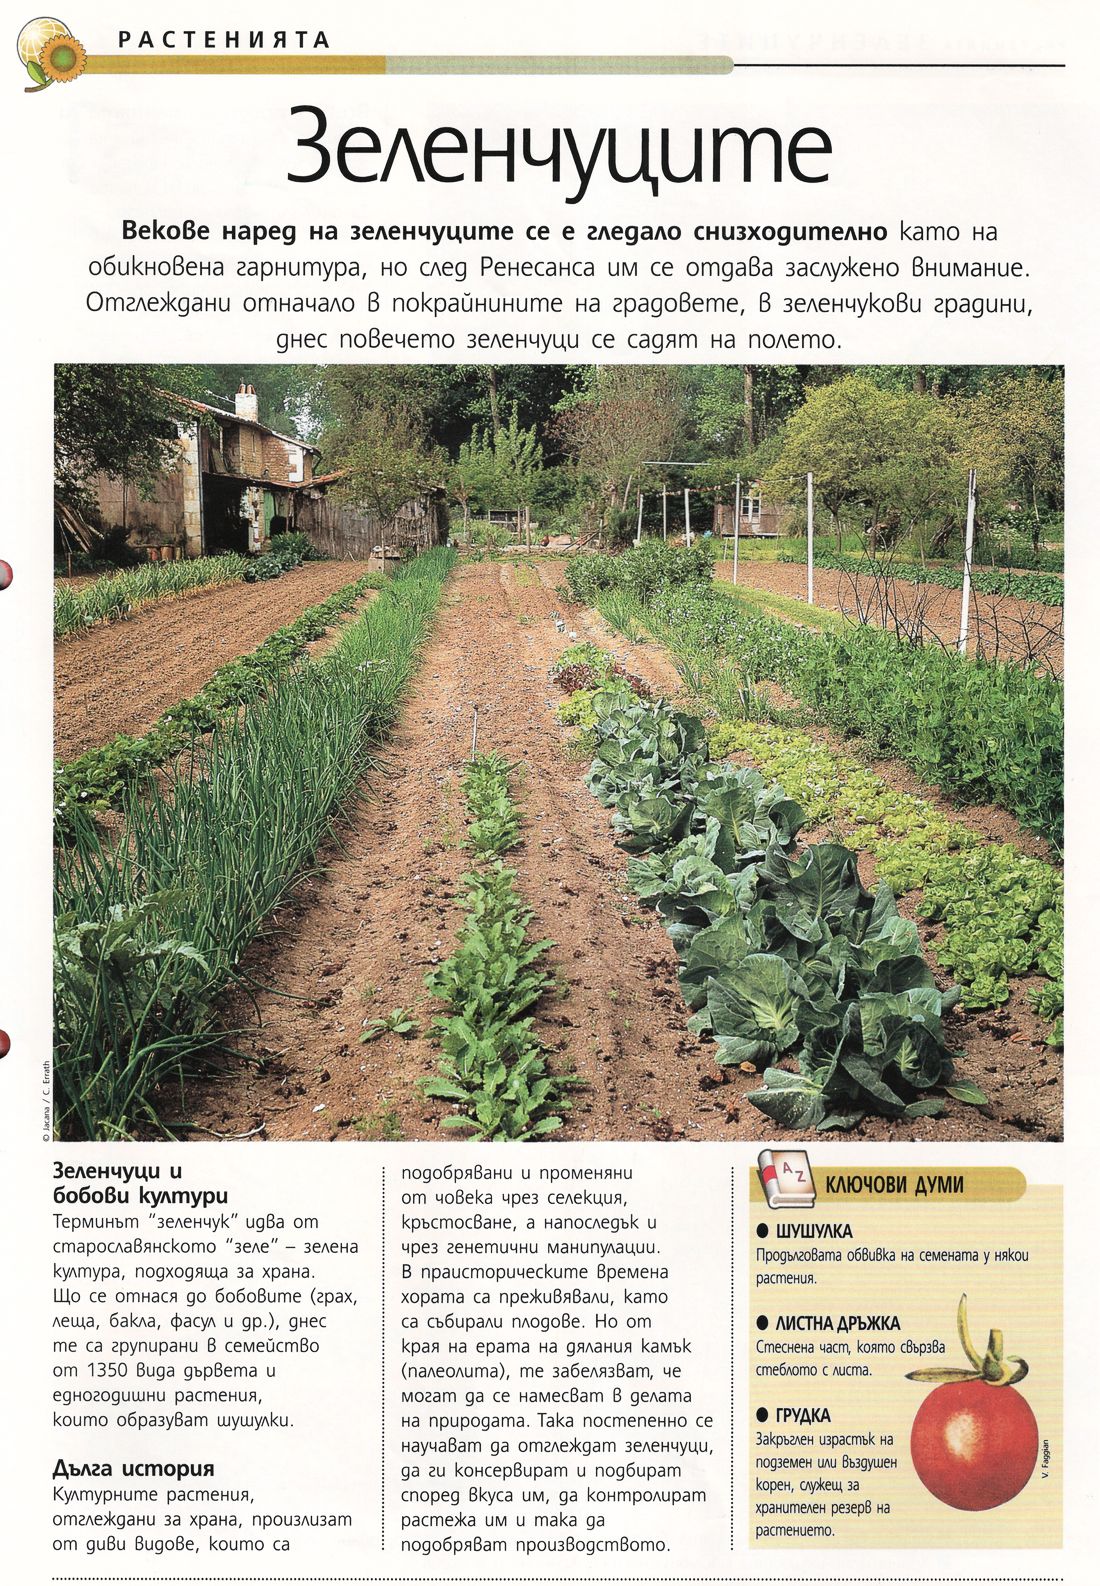 РАСТЕНИЯТА
Зеленчуците
Векове наред на зеленчуците се е гледало снизходително като на
обикновена гарнитура, но след Ренесанса им се отдава заслужено внимание.
Отглеждани отначало в покрайнините на градовете, в зеленчукови градини,
днес повечето зеленчуци се садят на полето.
© Jacana / C. Errath
Зеленчуци и
бобови култури
Терминът “зеленчук” идва от
старославянското “зеле” – зелена
култура, подходяща за храна.
Що се отнася до бобовите (грах,
леща, бакла, фасул и др.), днес
те са групирани в семейство
от 1350 вида дървета и
едногодишни растения,
които образуват шушулки.
Дълга история
Културните растения,
отглеждани за храна, произлизат
от диви видове, които са
подобрявани и променяни
от човека чрез селекция,
кръстосване, а напоследък и
чрез генетични манипулации.
В праисторическите времена
хората са преживявали, като
са събирали плодове. Но от
края на ерата на дялания камък
(палеолита), те забелязват, че
могат да се намесват в делата
на природата. Така постепенно се
научават да отглеждат зеленчуци,
да ги консервират и подбират
според вкуса им, да контролират
растежа им и така да
подобряват производството.
A Z
КЛЮЧОВИ ДУМИ
● ШУШУЛКА
Продълговата обвивка на семената у някои
растения.
● ЛИСТНА ДРЪЖКА
Стеснена част, която свързва
стеблото с листа.
● ГРУДКА
Закръглен израстък на
подземен или въздушен
корен, служещ за
хранителен резерв на
растението.
V. Faggian